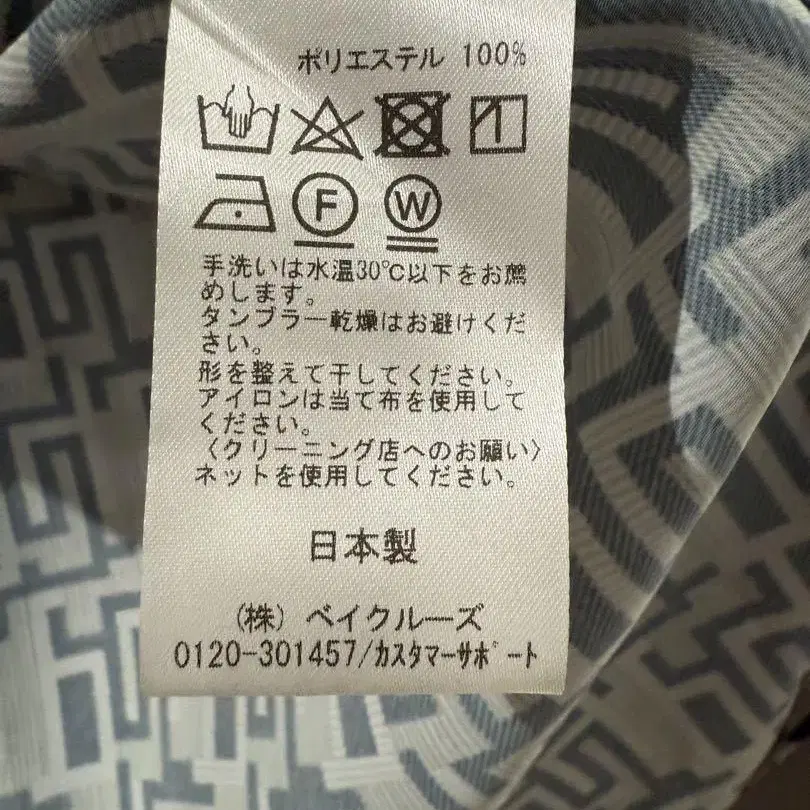 ポリエステル 100%
F W
手洗いは水温30℃以下をお薦
めします。
タンブラー乾燥はお避けくだ
さい。
形を整えて干してください。
アイロンは当て布を使用して
ください。
〈クリーニング店へのお願い〉
ネットを使用してください。
日本製
(株) ベイクルーズ
0120-301457/カスタマーサポート